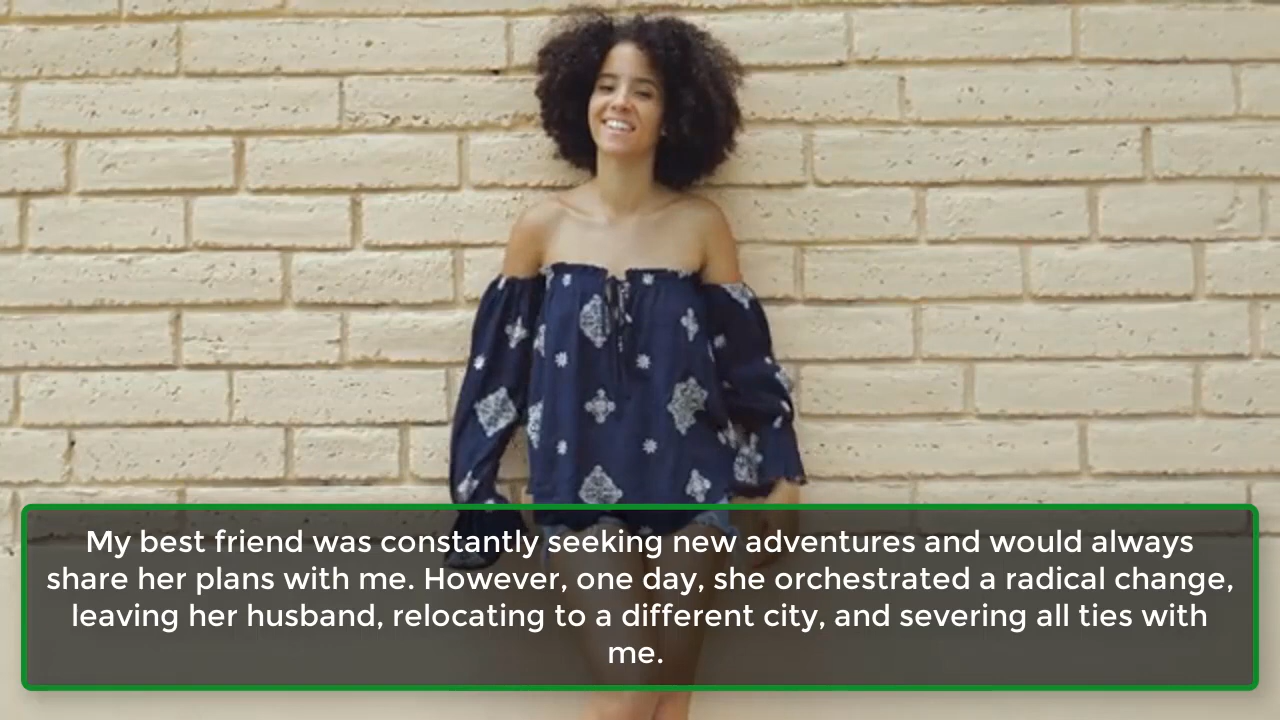 My best friend was constantly seeking new adventures and would always
share her plans with me. However, one day, she orchestrated a radical change,
leaving her husband, relocating to a different city, and severing all ties with
me.